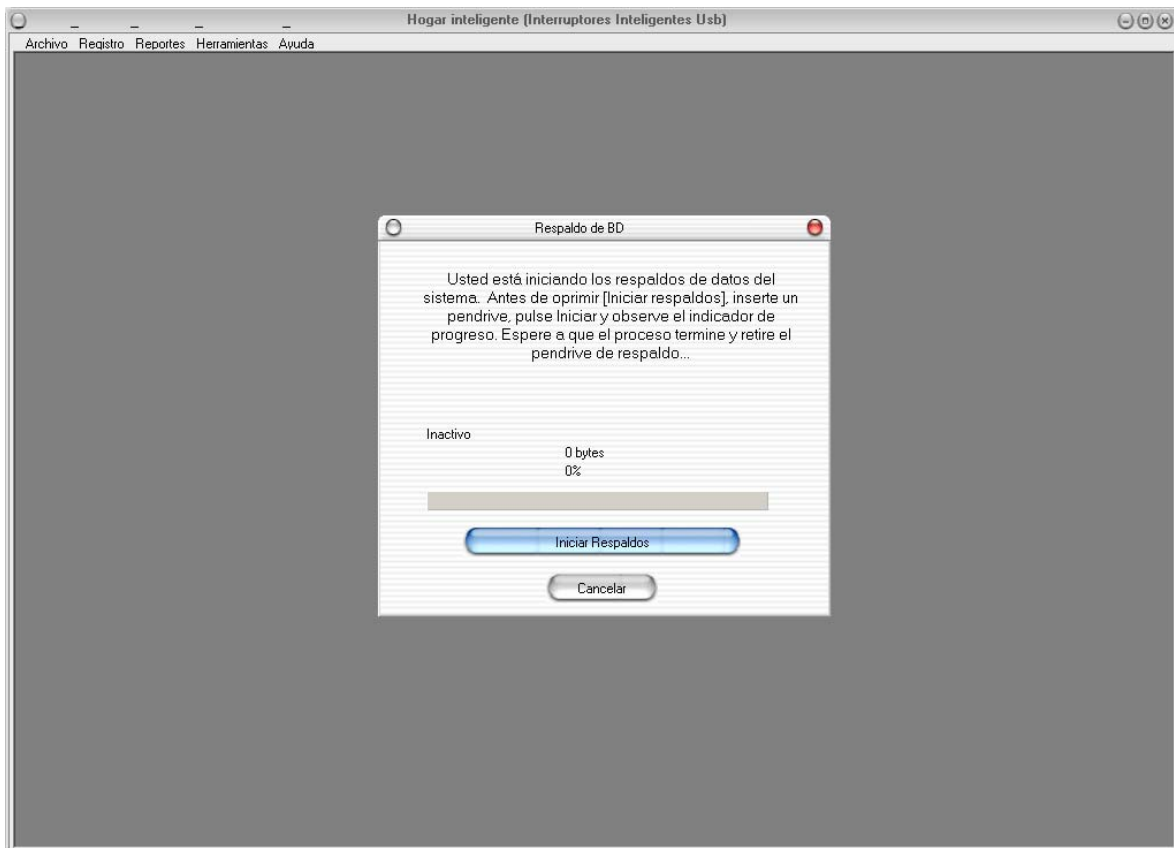 Hogar inteligente (Interruptores Inteligentes Usb)
Archivo Registro Reportes Herramientas Ayuda
Respaldo de BD
Usted está iniciando los respaldos de datos del
sistema. Antes de oprimir [Iniciar respaldos], inserte un
pendrive, pulse Iniciar y observe el indicador de
progreso. Espere a que el proceso termine y retire el
pendrive de respaldo...
Inactivo
0 bytes
0%
Iniciar Respaldos
Cancelar